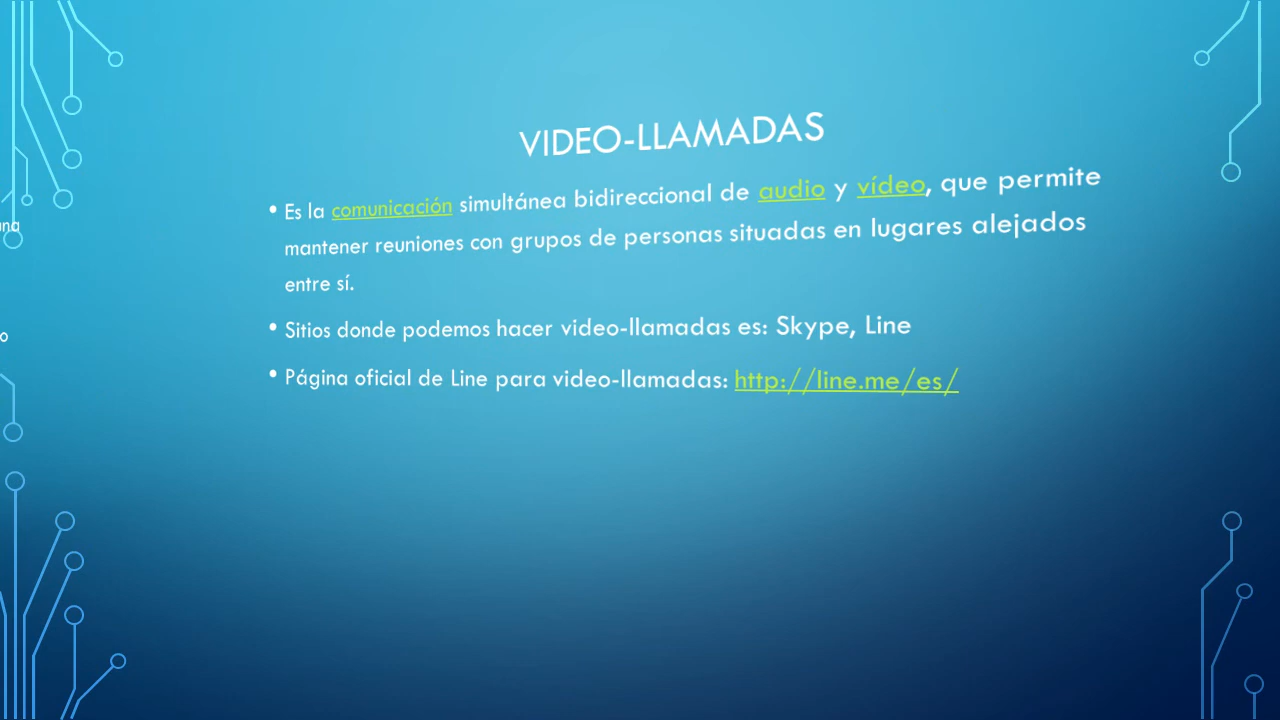 VIDEO-LLAMADAS
• Es la comunicación simultánea bidireccional de audio y vídeo, que permite
mantener reuniones con grupos de personas situadas en lugares alejados
entre sí.
• Sitios donde podemos hacer video-llamadas es: Skype, Line
• Página oficial de Line para video-llamadas: http://line.me/es/